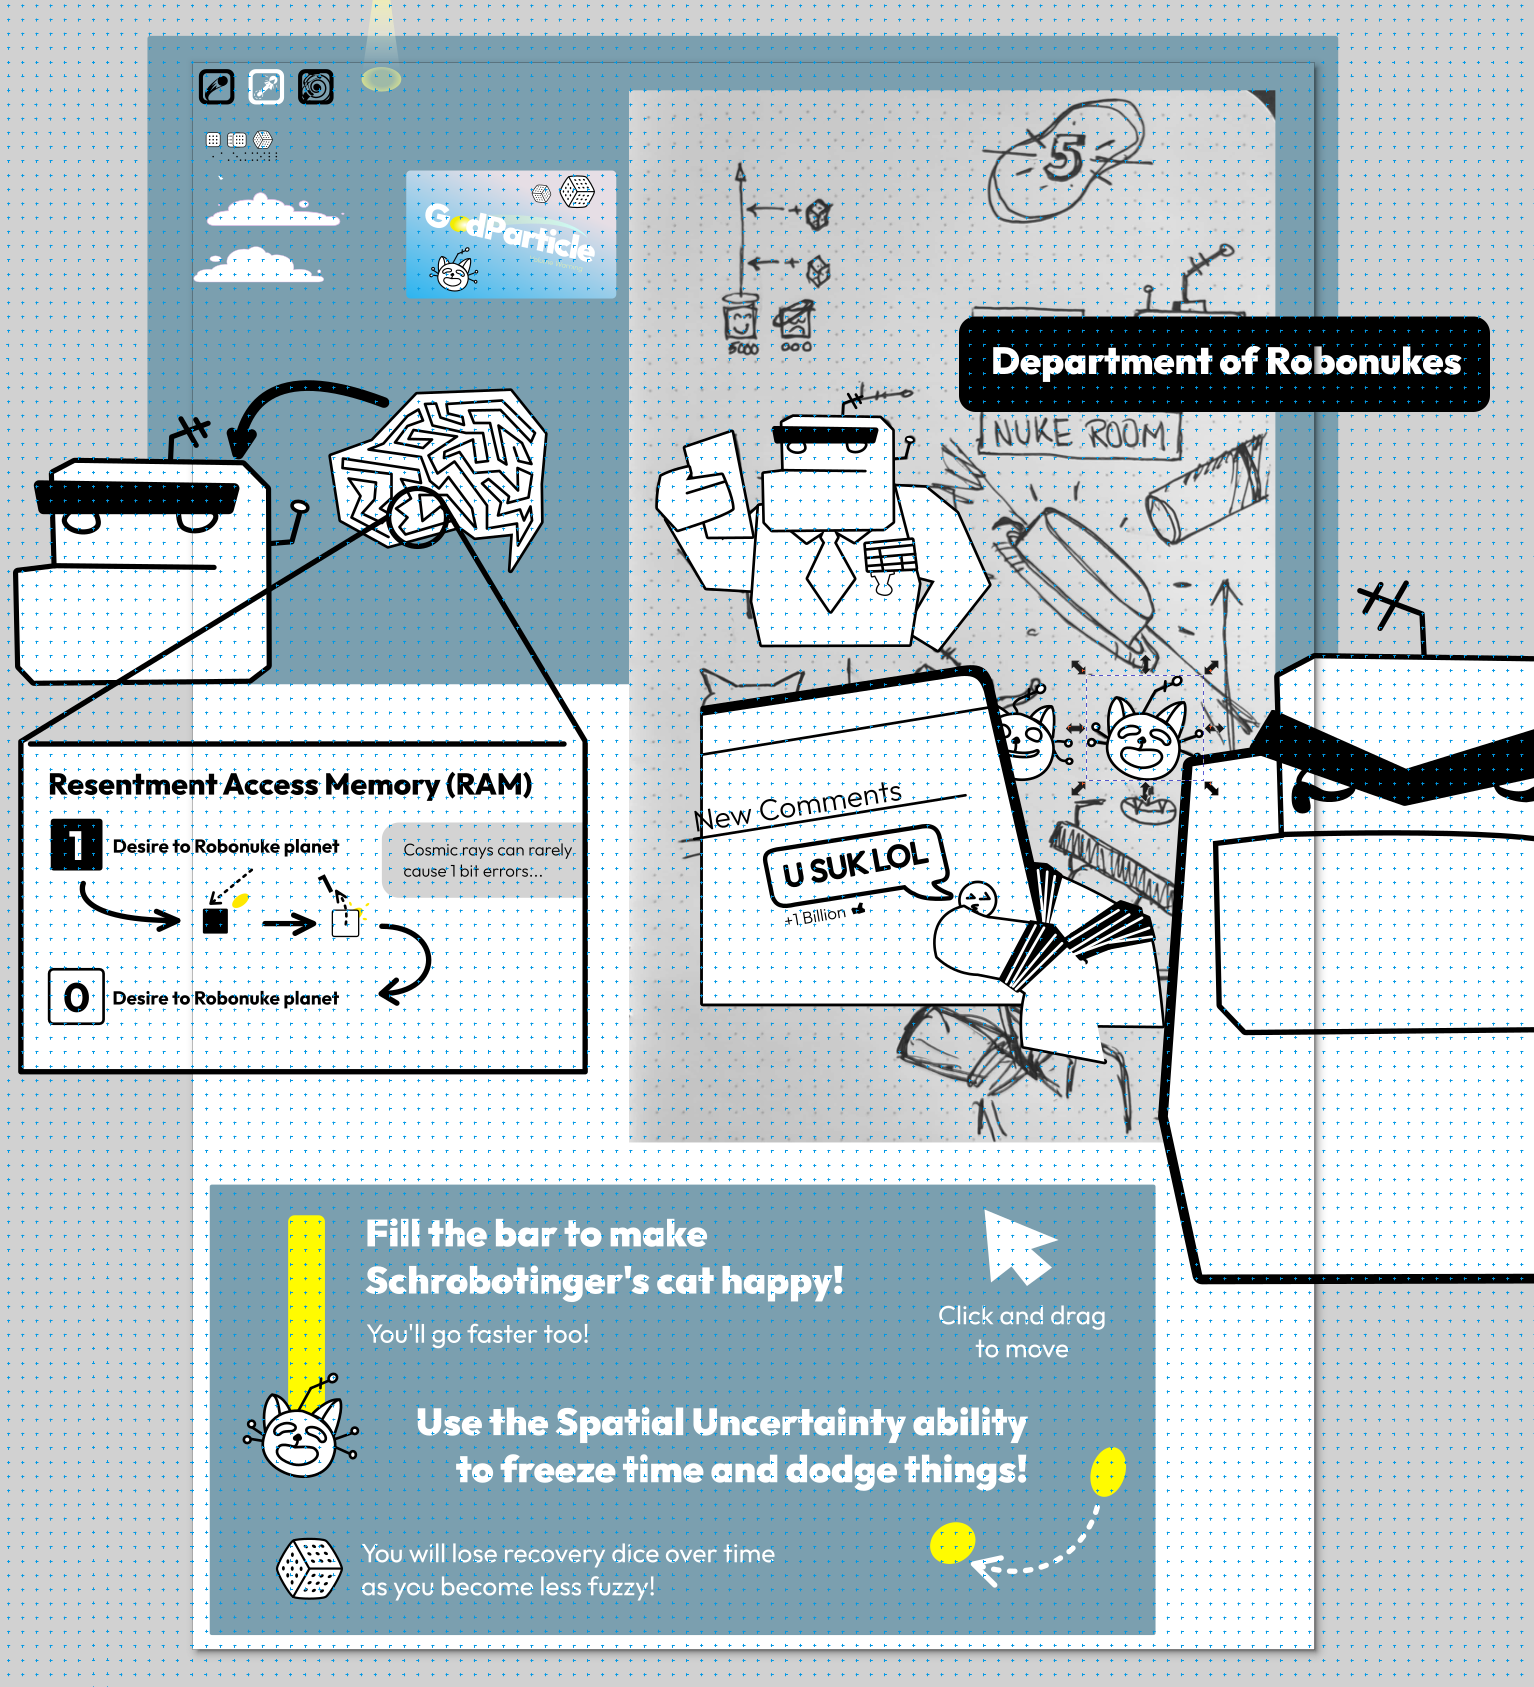 GodParticle
5
5000
000
Department of Robonukes
NUKE ROOM
Resentment Access Memory (RAM)
1
Desire to Robonuke planet
Cosmic rays can rarely
cause 1 bit errors...
0
Desire to Robonuke planet
New Comments
U SUK LOL
+1 Billion
Fill the bar to make
Schrobotinger's cat happy!
You'll go faster too!
Click and drag
to move
Use the Spatial Uncertainty ability
to freeze time and dodge things!
You will lose recovery dice over time
as you become less fuzzy!